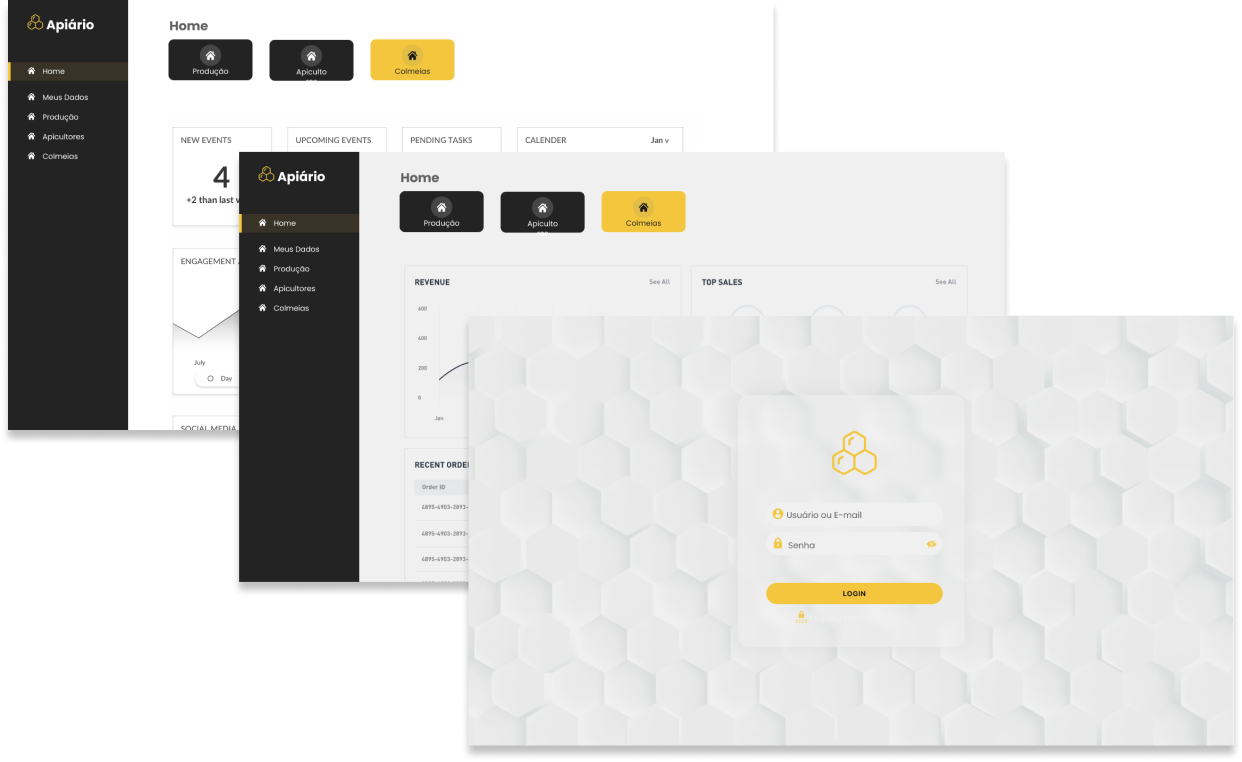 Apiário
Home
Meus Dados
Produção
Apicultores
Colmeias
Home
Produção
Apiculto
Colmeias
NEW EVENTS
4
+2 than last
UPCOMING EVENTS
PENDING TASKS
CALENDER
Jan v
ENGAGEMENT
July
Day
SOCIAL MEDIA
Apiário
Home
Meus Dados
Produção
Apicultores
Colmeias
Home
Produção
Apiculto
Colmeias
REVENUE
See All
600
400
200
0
Jan
TOP SALES
See All
RECENT ORDE
Order ID
4895-4903-2893-
4895-4903-2893-
4895-4903-2893-
Usuário ou E-mail
Senha
LOGIN